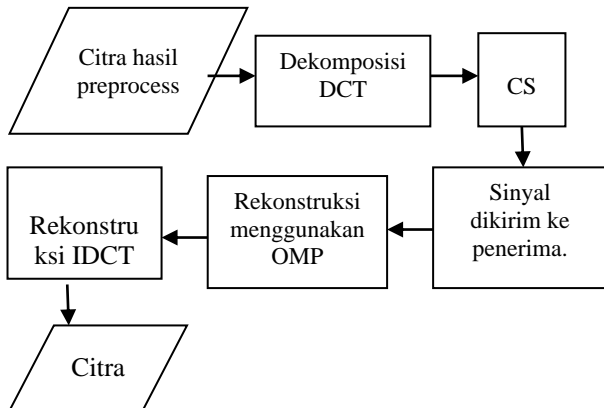 Citra hasil
preprocess
Dekomposisi
DCT
CS
Sinyal
dikirim ke
penerima.
Rekonstruksi
menggunakan
OMP
Rekonstru
ksi IDCT
Citra